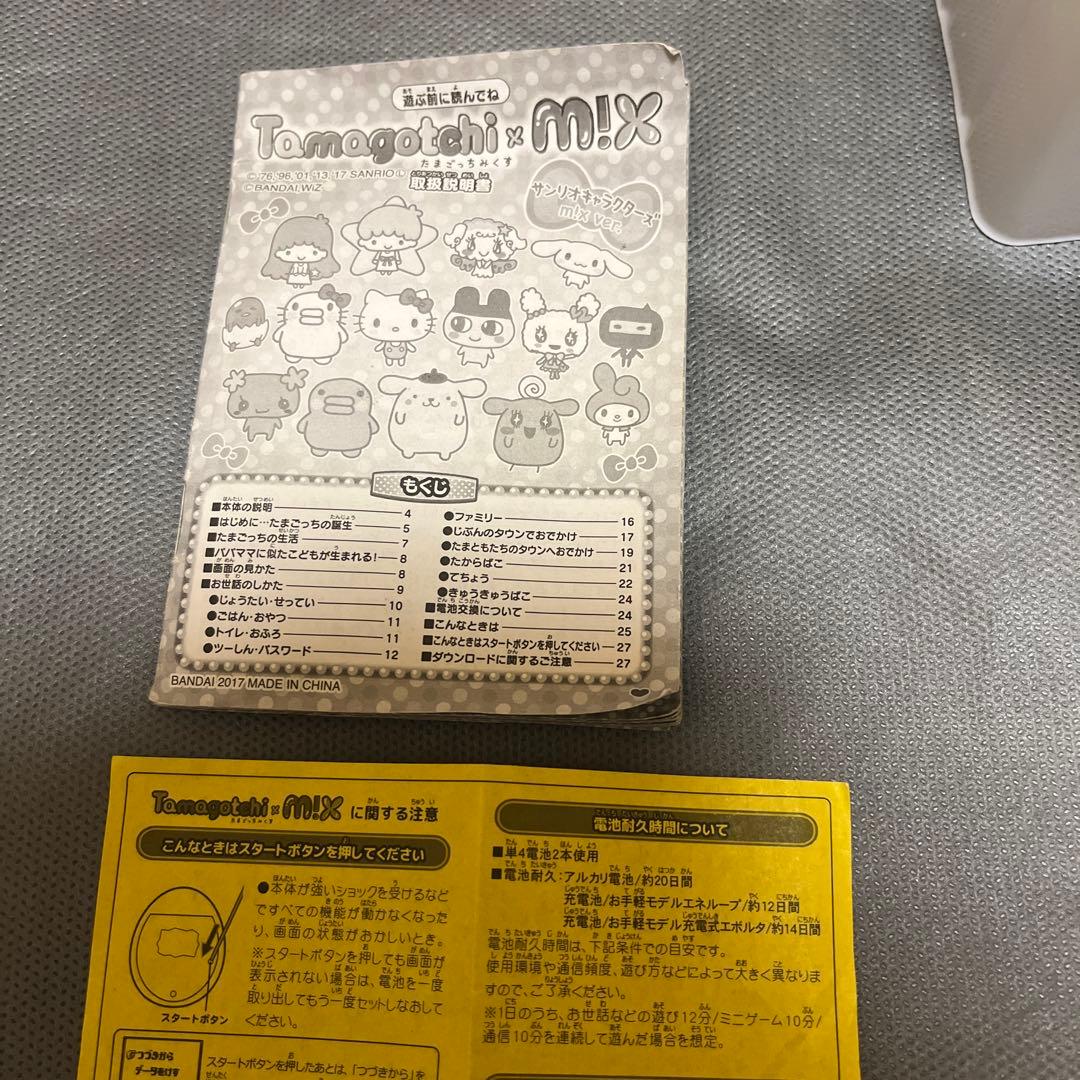 遊ぶ前に読んでね
Tamagotchi × m!x
たまごっちみくす
取扱説明書
©'76,'96,'01,'13,'17 SANRIO Ⓛ
©BANDAI,WiZ
サンリオキャラクターズ
m!x ver.
もくじ
■本体の説明 4
■はじめに…たまごっちの誕生 5
■たまごっちの生活 7
■パパママに似たこどもが生まれる! 8
■画面の見かた 8
■お世話のしかた 9
●じょうたい・せってい 10
●ごはん・おやつ 11
●トイレ・おふろ 11
●ツーしん・パスワード 12
●ファミリー 16
●じぶんのタウンでおでかけ 17
●たまともたちのタウンへおでかけ 19
●たからばこ 21
●てちょう 22
●きゅうきゅうばこ 24
■電池交換について 24
■こんなときは 25
■こんなときはスタートボタンを押してください 27
■ダウンロードに関するご注意 27
BANDAI 2017 MADE IN CHINA
Tamagotchi × m!x に関する注意
たまごっちみくす
こんなときはスタートボタンを押してください
●本体が強いショックを受けるなど
ですべての機能が働かなくなった
り、画面の状態がおかしいとき。
※スタートボタンを押しても画面が
表示されない場合は、電池を一度
取り出してもう一度セットしなおして
ください。
スタートボタン
つづきから
データをけす
スタートボタンを押したあとは、「つづきから」を
電池耐久時間について
■単4電池2本使用
■電池耐久:アルカリ電池/約20日間
充電池/お手軽モデルエネループ/約12日間
充電池/お手軽モデル充電式エボルタ/約14日間
電池耐久時間は、下記条件での目安です。
使用環境や通信頻度、遊び方などによって大きく異なりま
すので、ご了承ください。
※1日のうち、お世話などの遊び12分/ミニゲーム10分/
通信10分を連続して遊んだ場合を想定。